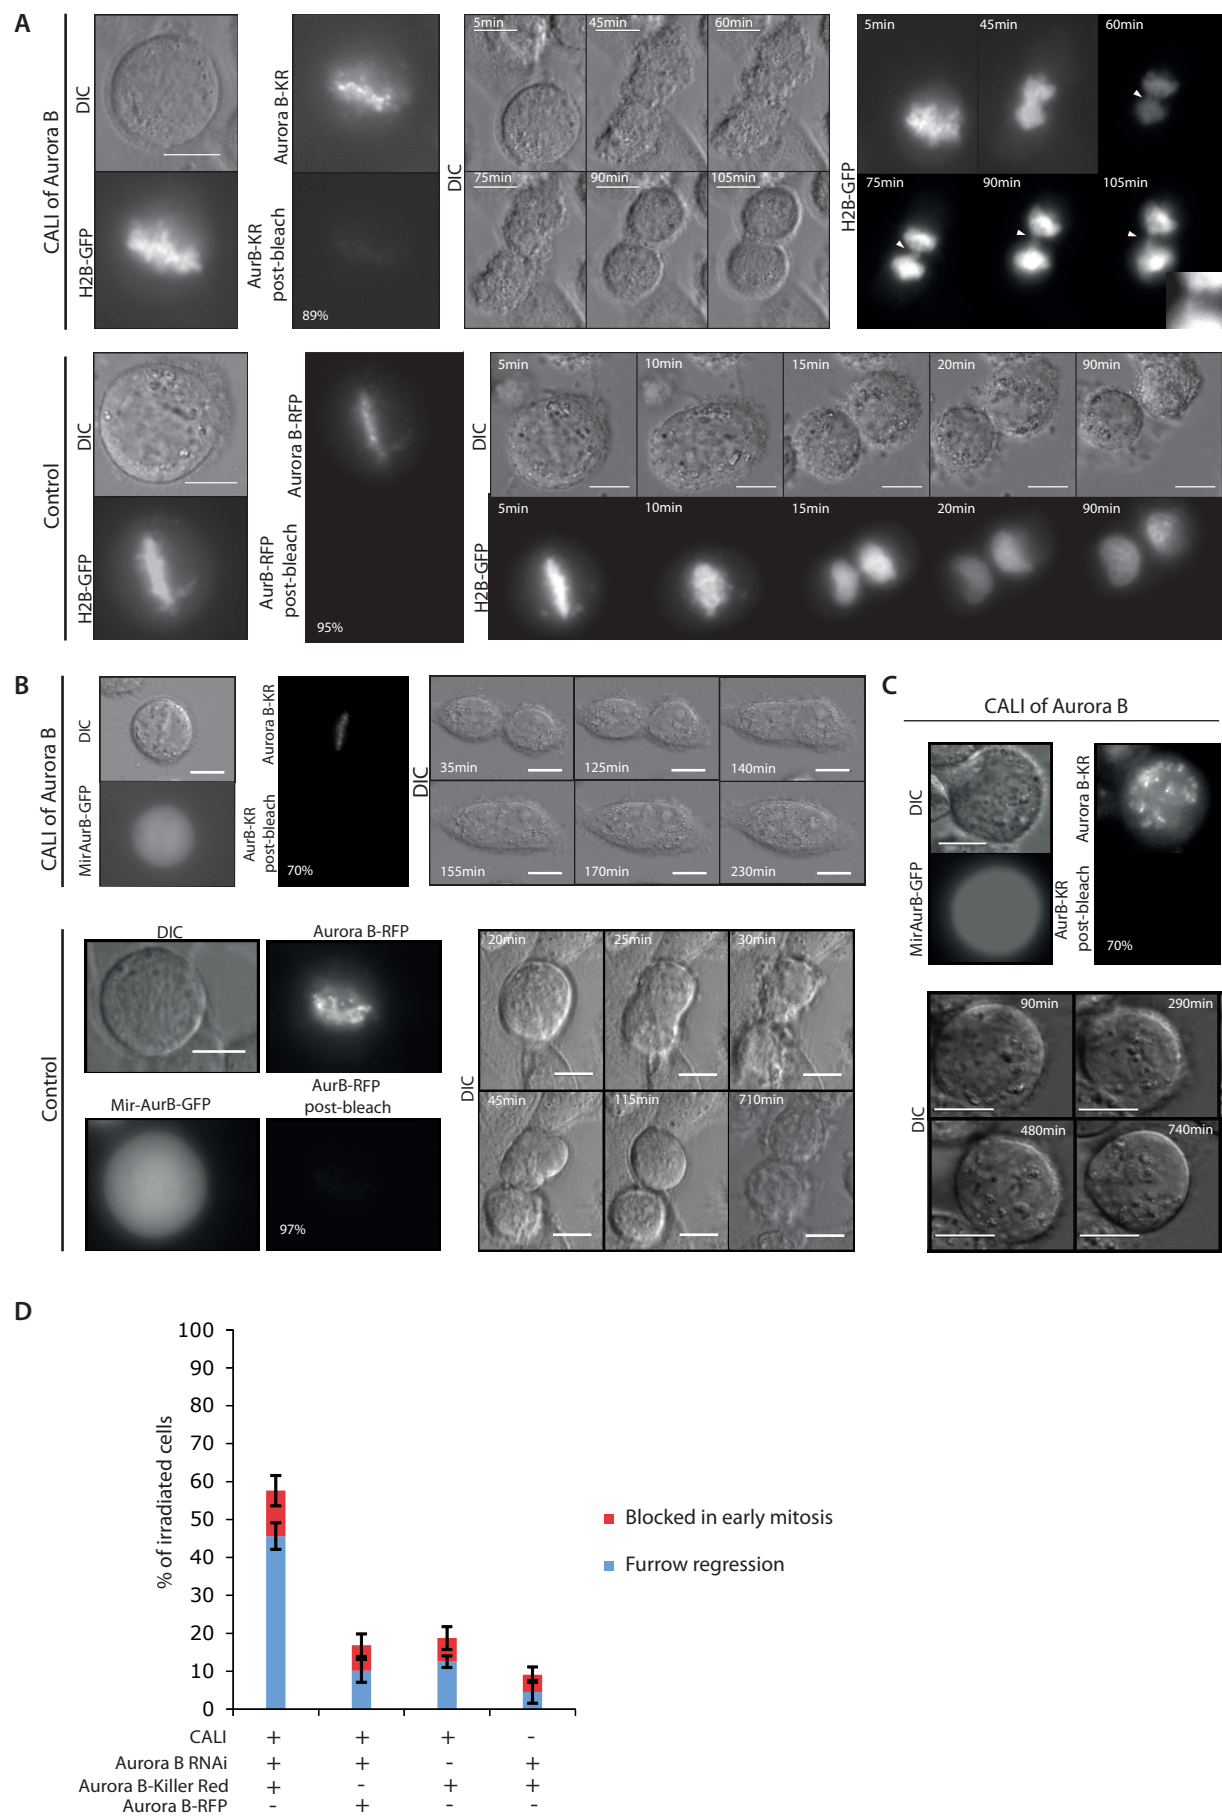 A
CALI of Aurora B
DIC
H2B-GFP
Aurora B-KR
AurB-KR
post-bleach
89%
DIC
5min
45min
60min
75min
90min
105min
H2B-GFP
5min
45min
60min
75min
90min
105min
Control
DIC
H2B-GFP
Aurora B-RFP
AurB-RFP
post-bleach
95%
DIC
5min
10min
15min
20min
90min
H2B-GFP
5min
10min
15min
20min
90min
B
CALI of Aurora B
DIC
MirAurB-GFP
Aurora B-KR
AurB-KR
post-bleach
70%
DIC
35min
125min
140min
155min
170min
230min
Control
DIC
Aurora B-RFP
Mir-AurB-GFP
AurB-RFP
post-bleach
97%
DIC
20min
25min
30min
45min
115min
710min
C
CALI of Aurora B
DIC
MirAurB-GFP
Aurora B-KR
AurB-KR
post-bleach
70%
DIC
90min
290min
480min
740min
D
% of irradiated cells
100
90
80
70
60
50
40
30
20
10
0
Blocked in early mitosis
Furrow regression
CALI + + + -
Aurora B RNAi + + - +
Aurora B-Killer Red + - + +
Aurora B-RFP - + - -